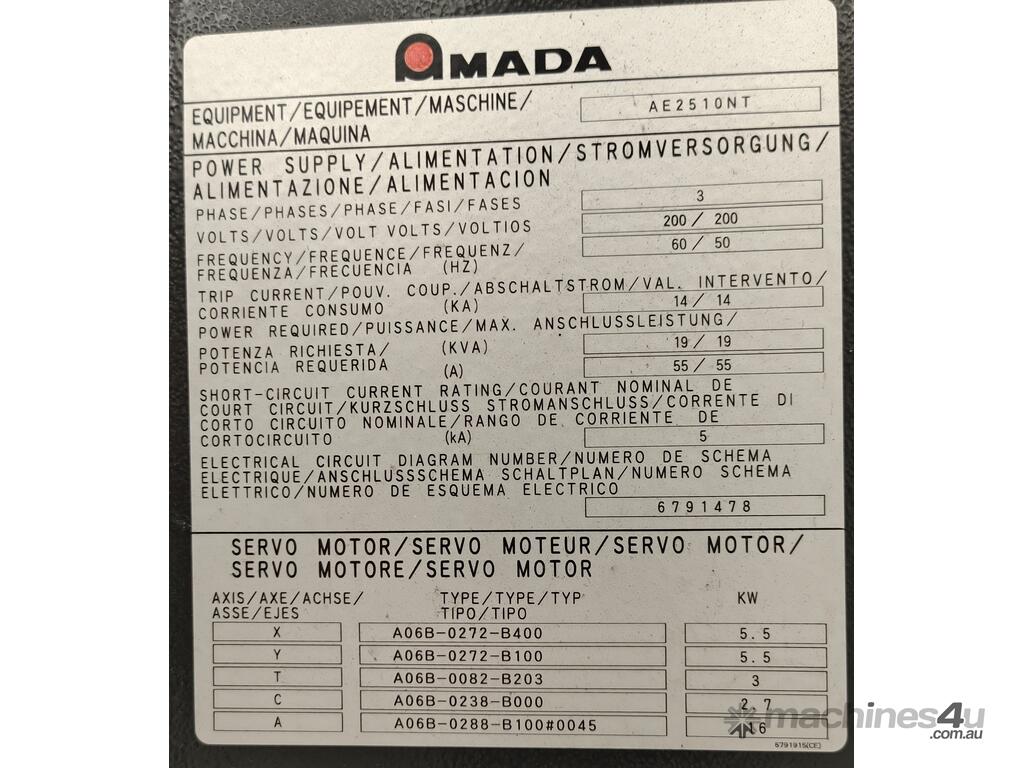 AMADA
EQUIPMENT/EQUIPEMENT/MASCHINE/
MACCHINA/MAQUINA
AE2510NT
POWER SUPPLY/ALIMENTATION/STROMVERSORGUNG/
ALIMENTAZIONE/ALIMENTACION
PHASE/PHASES/PHASE/FASI/FASES 3
VOLTS/VOLTS/VOLT VOLTS/VOLTIOS 200/ 200
FREQUENCY/FREQUENCE/FREQUENZ/ 60/ 50
FREQUENZA/FRECUENCIA (HZ)
TRIP CURRENT/POUV. COUP./ABSCHALTSTROM/VAL. INTERVENTO/
CORRIENTE CONSUMO (KA) 14/ 14
POWER REQUIRED/PUISSANCE/MAX. ANSCHLUSSLEISTUNG/
POTENZA RICHIESTA/ (KVA) 19/ 19
POTENCIA REQUERIDA (A) 55/ 55
SHORT-CIRCUIT CURRENT RATING/COURANT NOMINAL DE
COURT CIRCUIT/KURZSCHLUSS STROMANSCHLUSS/CORRENTE DI
CORTO CIRCUITO NOMINALE/RANGO DE CORRIENTE DE
CORTOCIRCUITO (kA) 5
ELECTRICAL CIRCUIT DIAGRAM NUMBER/NUMERO DE SCHEMA
ELECTRIQUE/ANSCHLUSSSCHEMA SCHALTPLAN/NUMERO SCHEMA
ELETTRICO/NUMERO DE ESQUEMA ELECTRICO
6791478
SERVO MOTOR/SERVO MOTEUR/SERVO MOTOR/
SERVO MOTORE/SERVO MOTOR
AXIS/AXE/ACHSE/ TYPE/TYPE/TYP KW
ASSE/EJES TIPO/TIPO
X A06B-0272-B400 5.5
Y A06B-0272-B100 5.5
T A06B-0082-B203 3
C A06B-0238-B000 2.7
A A06B-0288-B100#0045 16
6791915(CE)
machines4u
.com.au